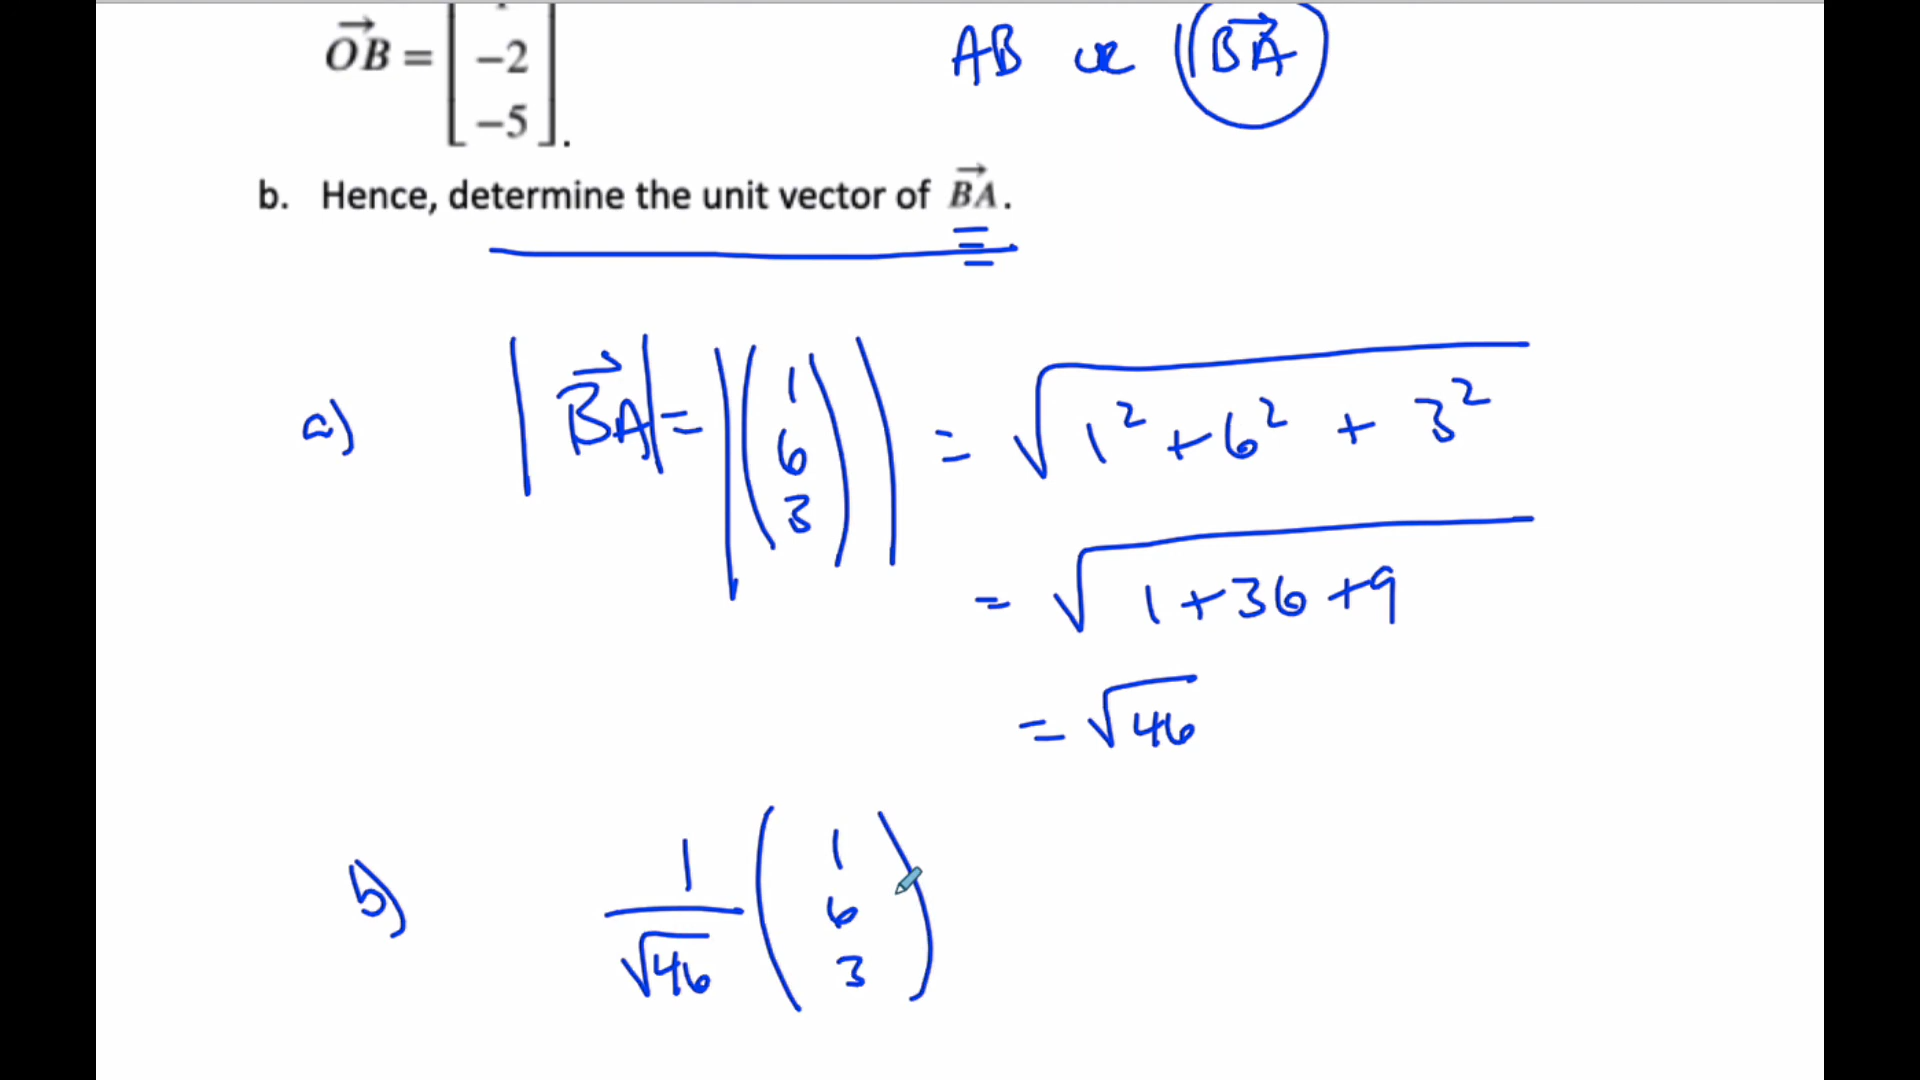 OB = [ -2 -5 ].
AB or |BA|
b. Hence, determine the unit vector of BA.
a) |BA| = |(1 6 3)| = √1² + 6² + 3²
= √1 + 36 + 9
= √46
b) 1/√46 (1 6 3)